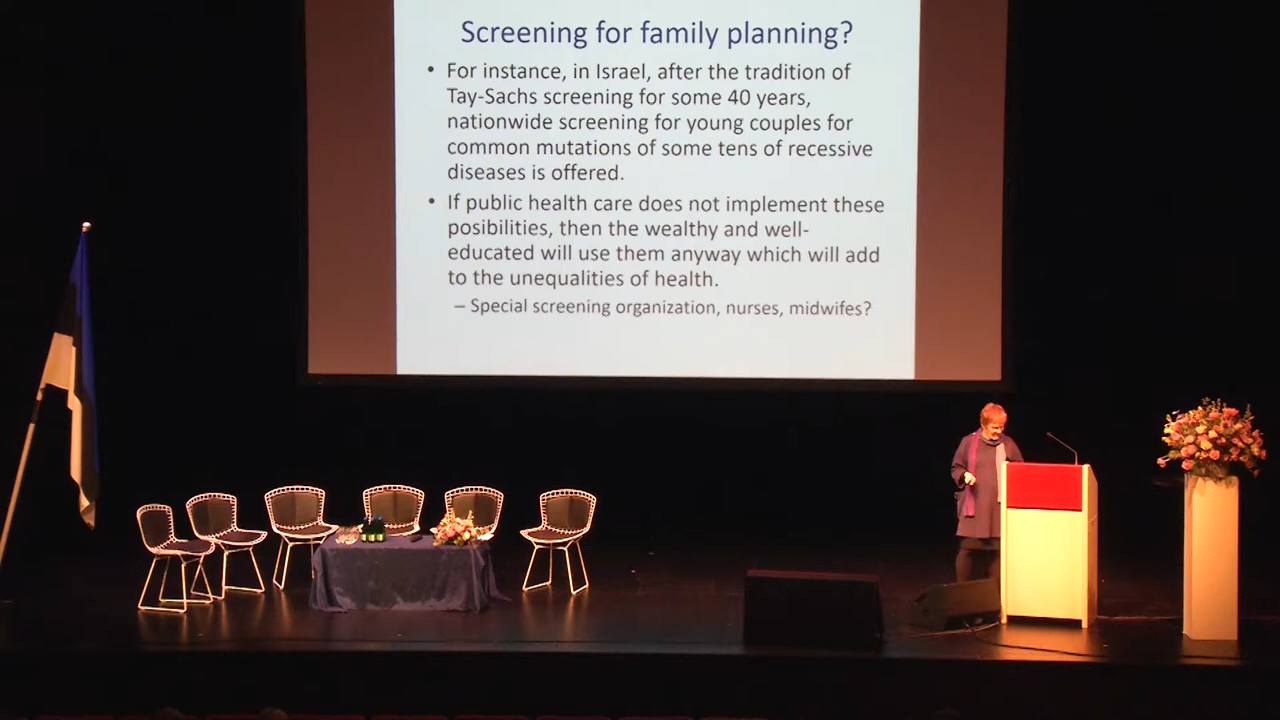 Screening for family planning?
• For instance, in Israel, after the tradition of
Tay-Sachs screening for some 40 years,
nationwide screening for young couples for
common mutations of some tens of recessive
diseases is offered.
• If public health care does not implement these
posibilities, then the wealthy and well-
educated will use them anyway which will add
to the unequalities of health.
– Special screening organization, nurses, midwifes?